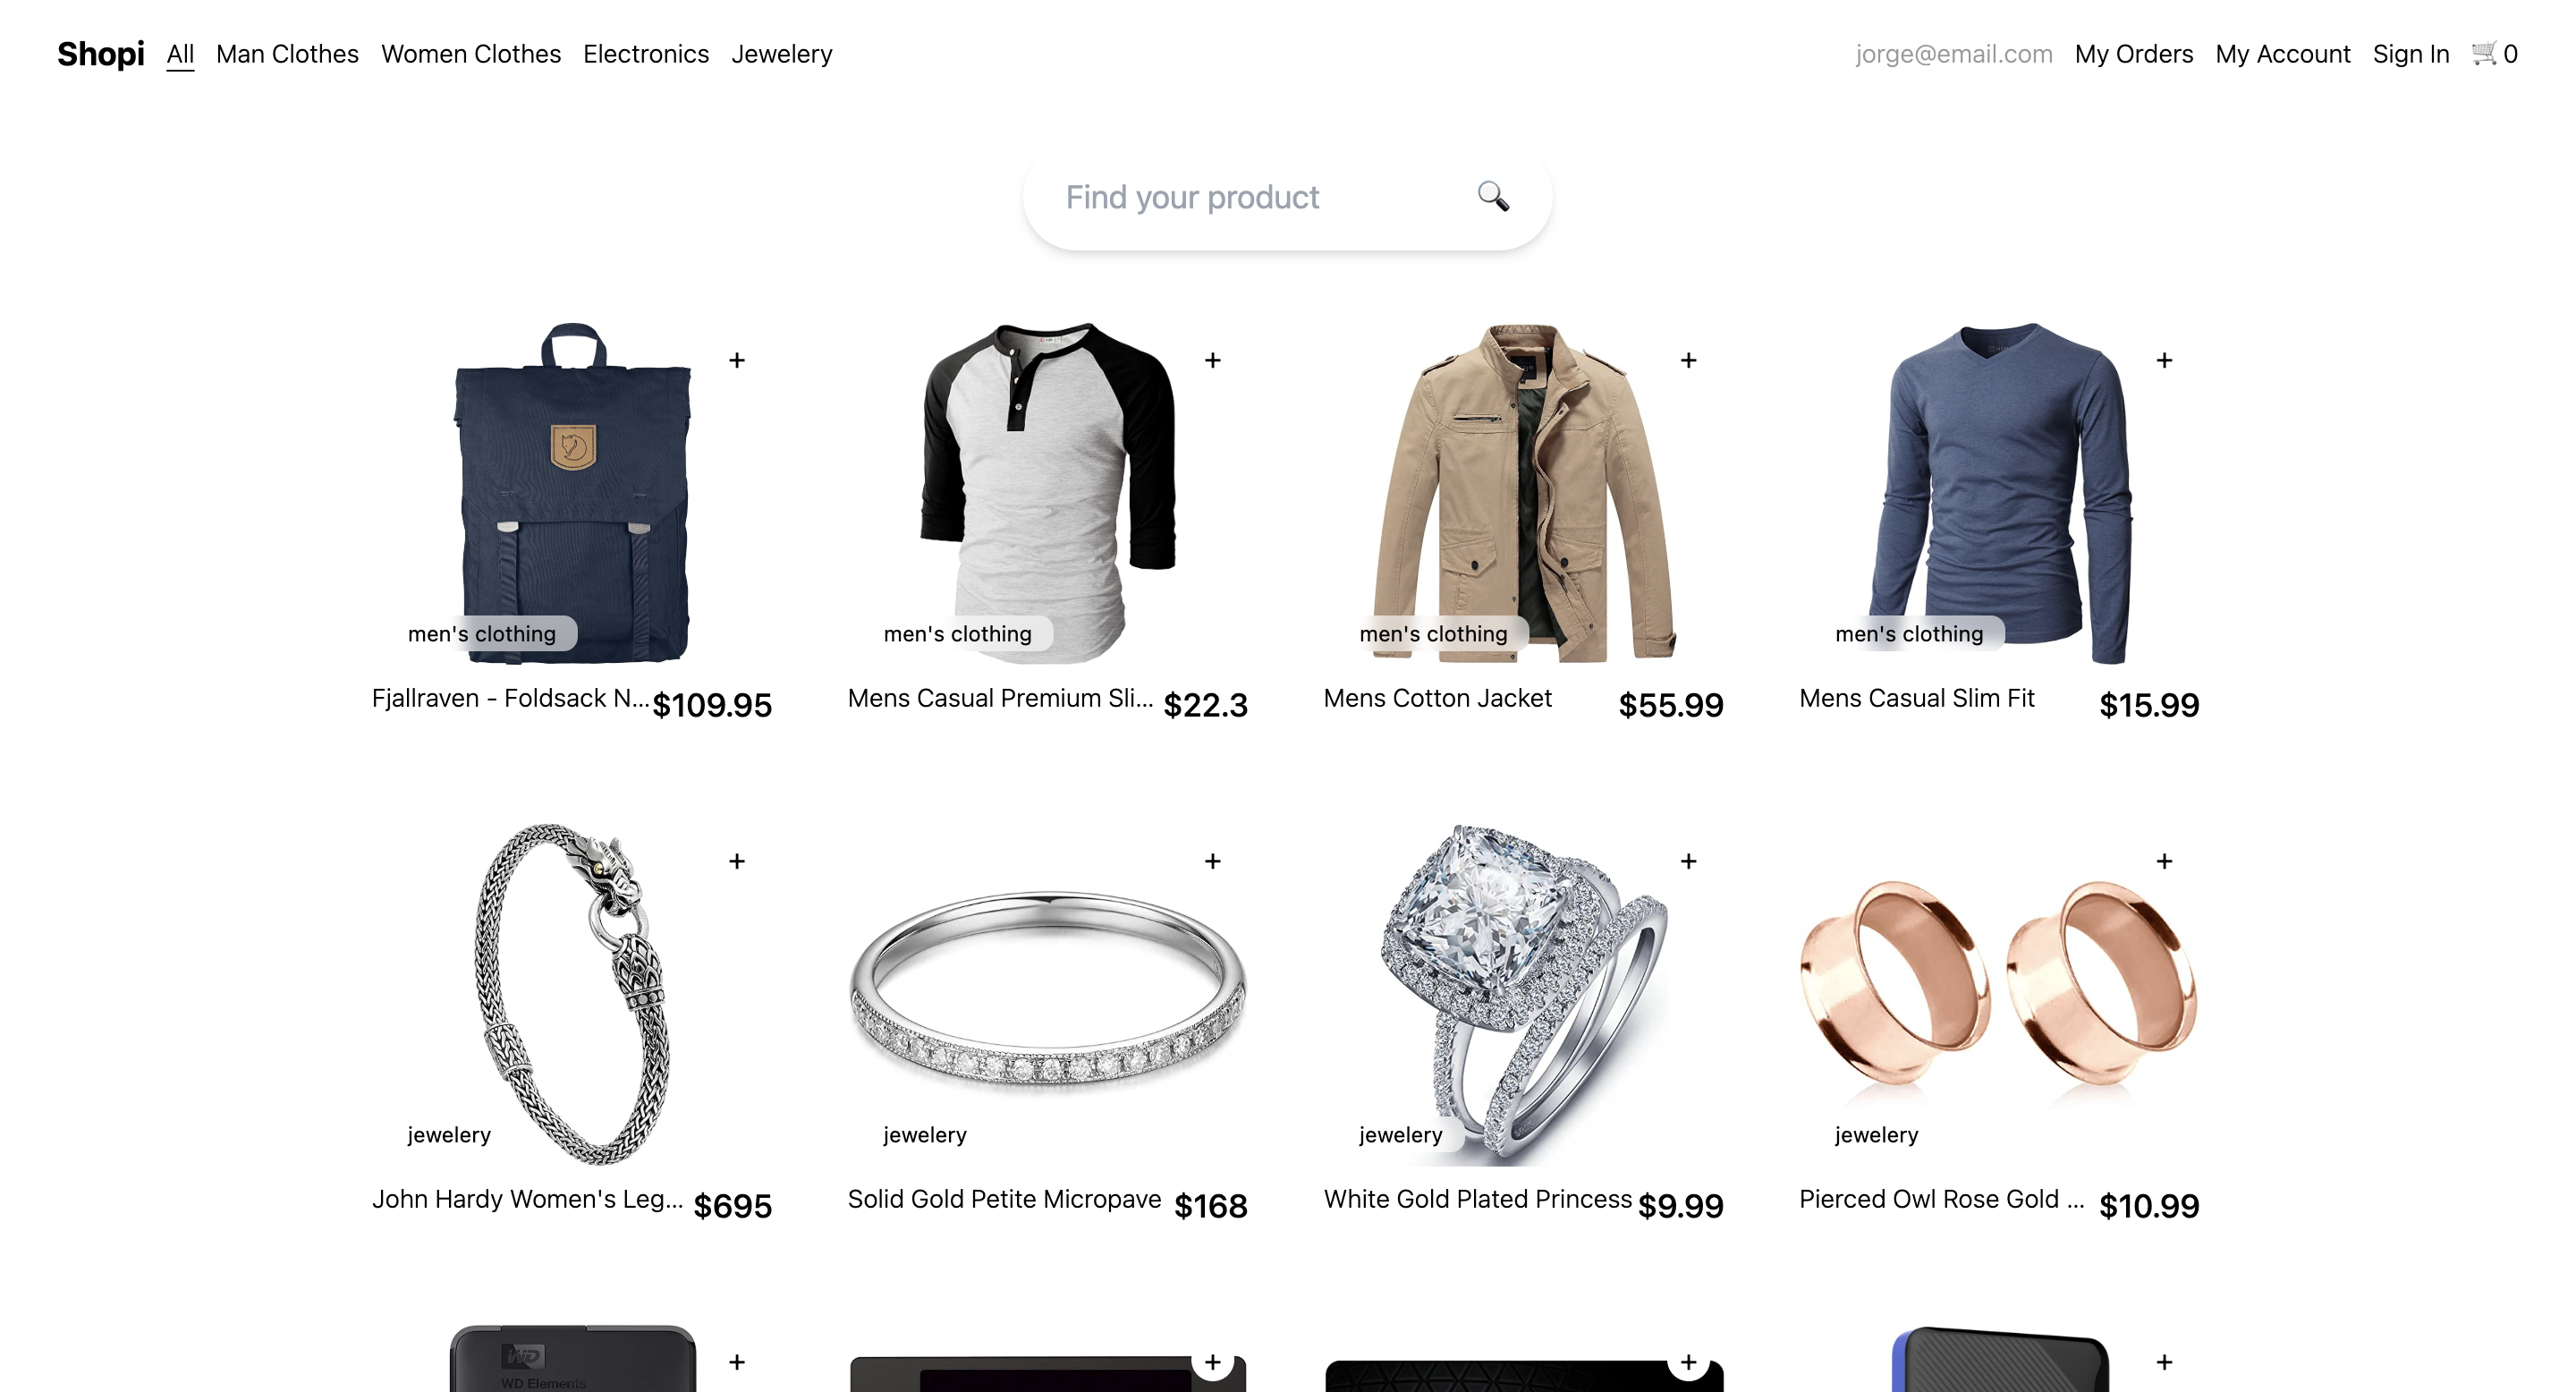 Shopi All Man Clothes Women Clothes Electronics Jewelery jorge@email.com My Orders My Account Sign In 🛒0
Find your product 🔍
+ + + +
men's clothing men's clothing men's clothing men's clothing
Fjallraven - Foldsack N... $109.95 Mens Casual Premium Sli... $22.3 Mens Cotton Jacket $55.99 Mens Casual Slim Fit $15.99
+ + + +
jewelery jewelery jewelery jewelery
John Hardy Women's Leg... $695 Solid Gold Petite Micropave $168 White Gold Plated Princess $9.99 Pierced Owl Rose Gold ... $10.99
WD
+ + + +
WD Elements